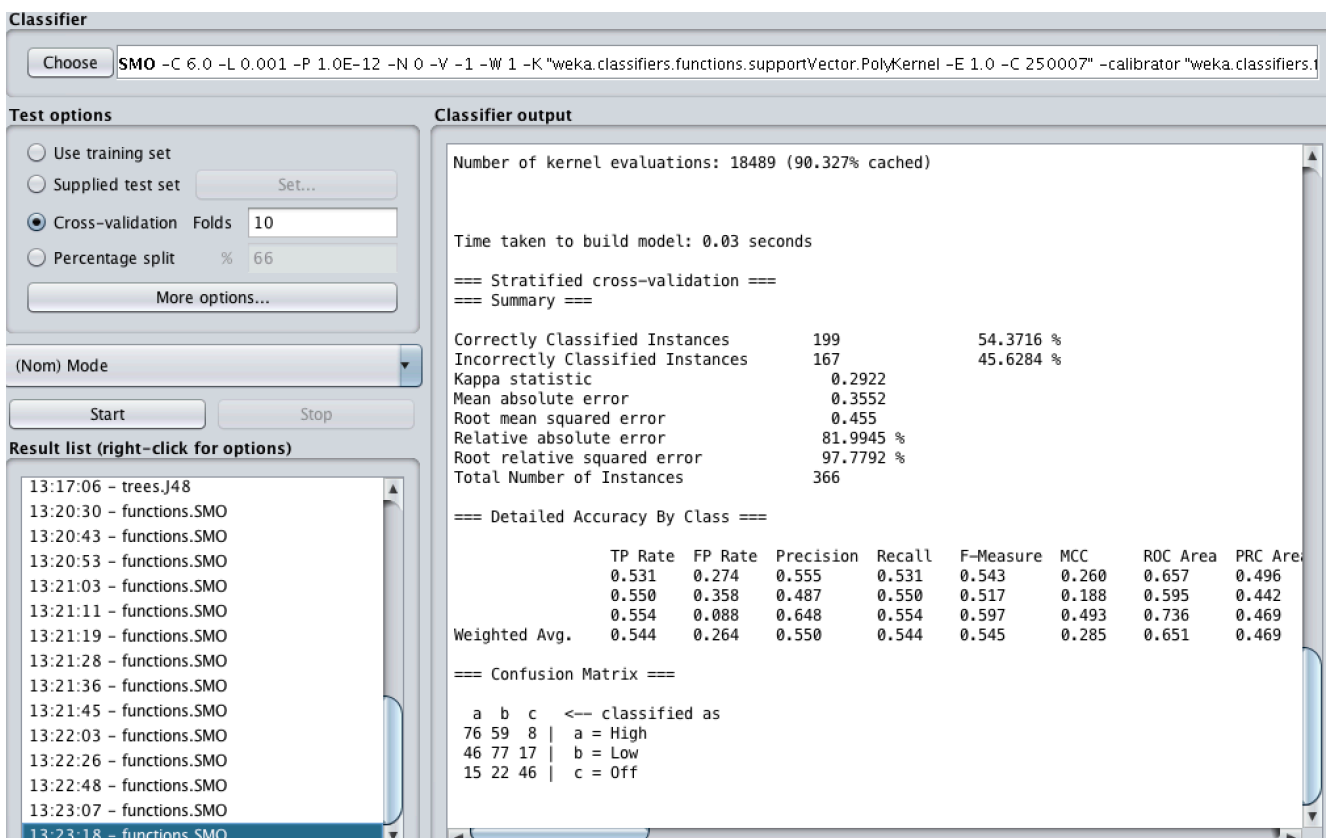 Classifier
Choose SMO -C 6.0 -L 0.001 -P 1.0E-12 -N 0 -V -1 -W 1 -K "weka.classifiers.functions.supportVector.PolyKernel -E 1.0 -C 250007" -calibrator "weka.classifiers.f
Test options
Use training set
Supplied test set Set...
Cross-validation Folds 10
Percentage split % 66
More options...
(Nom) Mode
Start Stop
Result list (right-click for options)
13:17:06 - trees.J48
13:20:30 - functions.SMO
13:20:43 - functions.SMO
13:20:53 - functions.SMO
13:21:03 - functions.SMO
13:21:11 - functions.SMO
13:21:19 - functions.SMO
13:21:28 - functions.SMO
13:21:36 - functions.SMO
13:21:45 - functions.SMO
13:22:03 - functions.SMO
13:22:26 - functions.SMO
13:22:48 - functions.SMO
13:23:07 - functions.SMO
13:23:18 - functions.SMO
Classifier output
Number of kernel evaluations: 18489 (90.327% cached)
Time taken to build model: 0.03 seconds
=== Stratified cross-validation ===
=== Summary ===
Correctly Classified Instances 199 54.3716 %
Incorrectly Classified Instances 167 45.6284 %
Kappa statistic 0.2922
Mean absolute error 0.3552
Root mean squared error 0.455
Relative absolute error 81.9945 %
Root relative squared error 97.7792 %
Total Number of Instances 366
=== Detailed Accuracy By Class ===
TP Rate FP Rate Precision Recall F-Measure MCC ROC Area PRC Area
0.531 0.274 0.555 0.531 0.543 0.260 0.657 0.496
0.550 0.358 0.487 0.550 0.517 0.188 0.595 0.442
0.554 0.088 0.648 0.554 0.597 0.493 0.736 0.469
Weighted Avg. 0.544 0.264 0.550 0.544 0.545 0.285 0.651 0.469
=== Confusion Matrix ===
a b c <-- classified as
76 59 8 | a = High
46 77 17 | b = Low
15 22 46 | c = Off